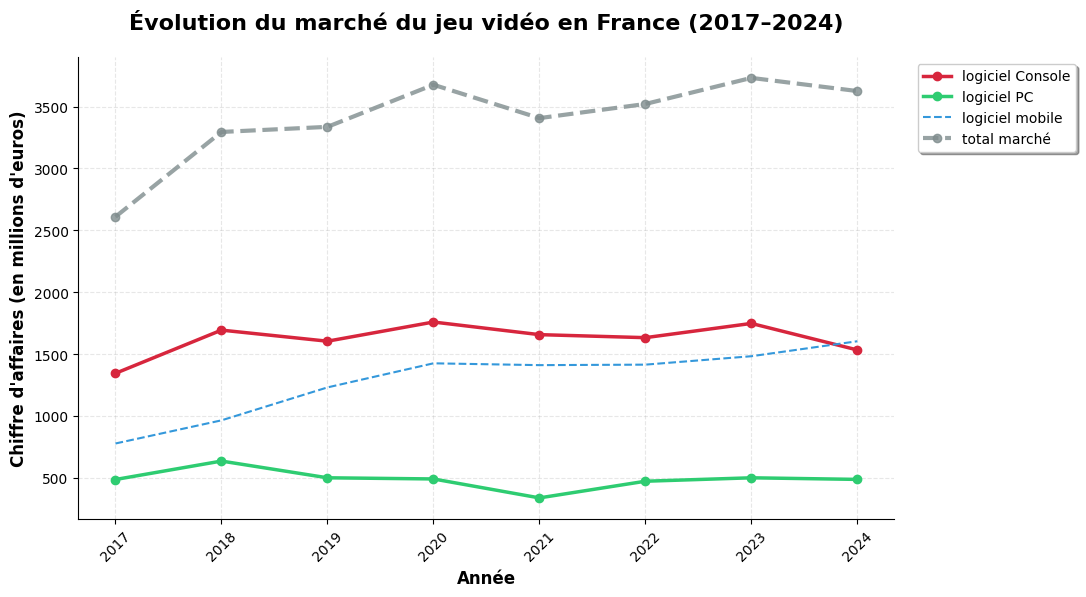 Évolution du marché du jeu vidéo en France (2017–2024)
logiciel Console
logiciel PC
logiciel mobile
total marché
Chiffre d'affaires (en millions d'euros)
3500
3000
2500
2000
1500
1000
500
2017
2018
2019
2020
2021
2022
2023
2024
Année